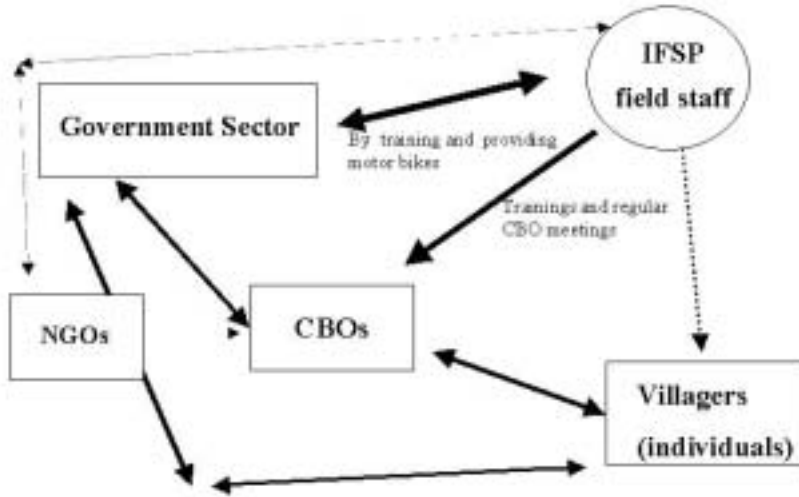 IFSP
field staff
Government Sector
By training and providing
motor bikes
Trainings and regular
CBO meetings
NGOs
CBOs
Villagers
(individuals)